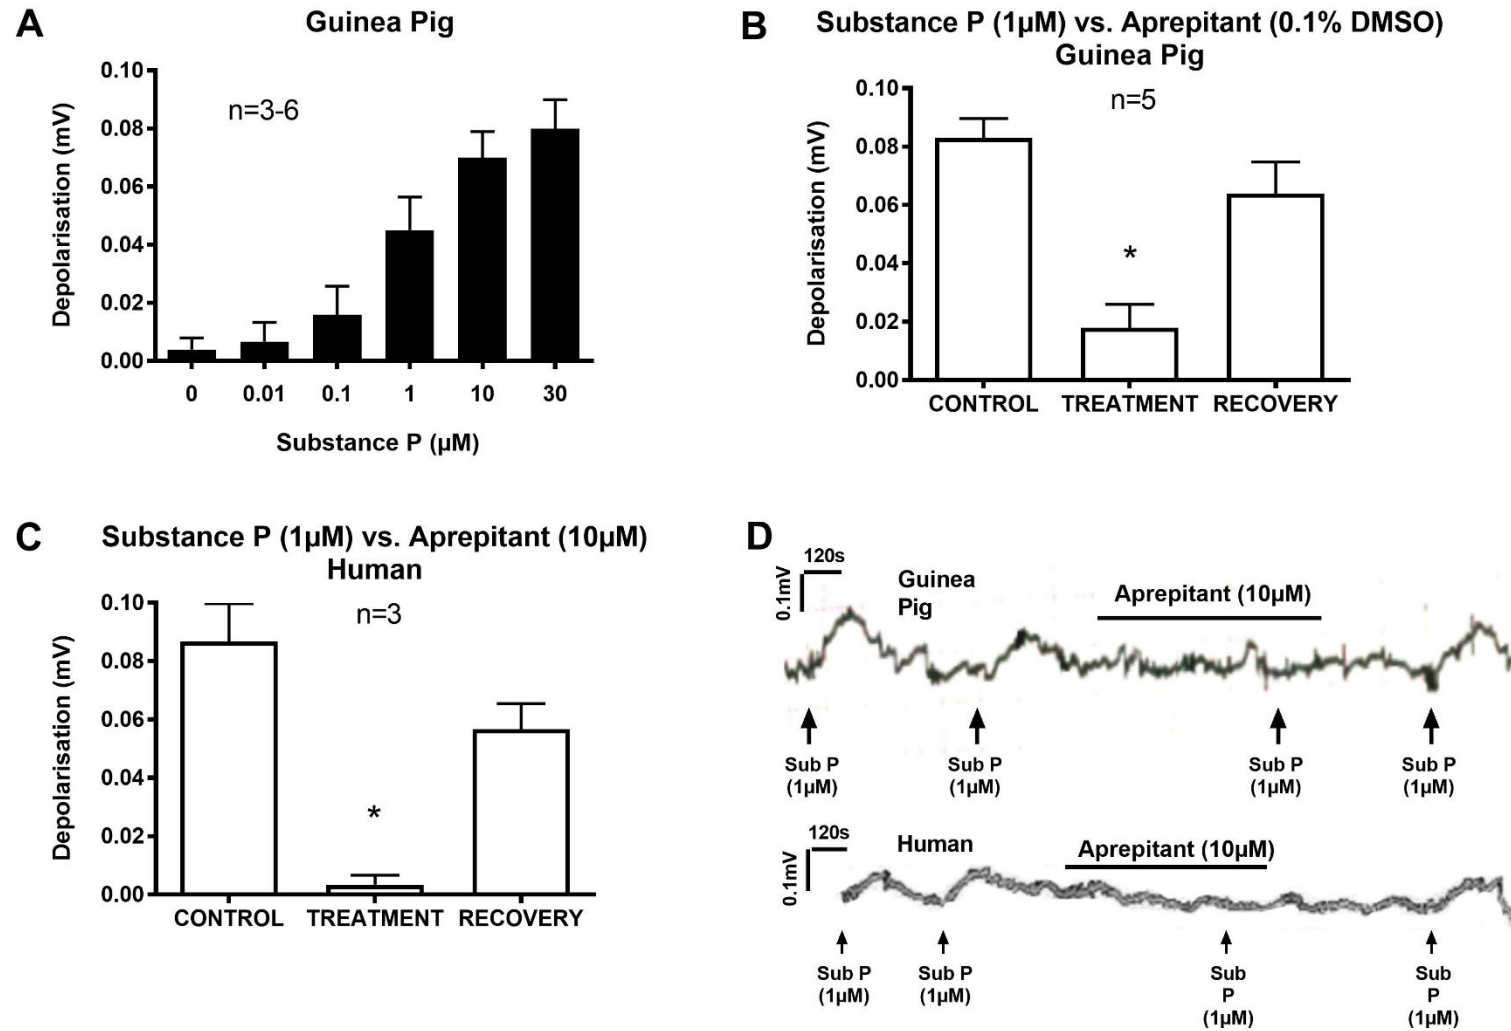 A
Guinea Pig
n=3-6
Depolarisation (mV)
0.10
0.08
0.06
0.04
0.02
0.00
0 0.01 0.1 1 10 30
Substance P (µM)
B
Substance P (1µM) vs. Aprepitant (0.1% DMSO)
Guinea Pig
n=5
Depolarisation (mV)
0.10
0.08
0.06
0.04
0.02
0.00
*
CONTROL TREATMENT RECOVERY
C
Substance P (1µM) vs. Aprepitant (10µM)
Human
n=3
Depolarisation (mV)
0.10
0.08
0.06
0.04
0.02
0.00
*
CONTROL TREATMENT RECOVERY
D
120s
0.1mV
Guinea
Pig
Aprepitant (10µM)
Sub P
(1µM)
Sub P
(1µM)
Sub P
(1µM)
Sub P
(1µM)
120s
0.1mV
Human
Aprepitant (10µM)
Sub P
(1µM)
Sub P
(1µM)
Sub
P
(1µM)
Sub
P
(1µM)